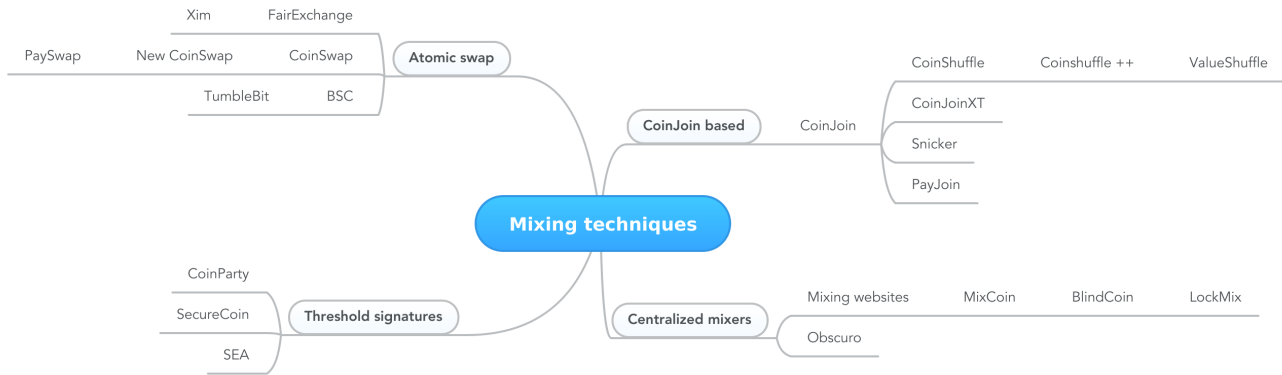 Mixing techniques
Atomic swap
Xim FairExchange
PaySwap New CoinSwap CoinSwap
TumbleBit BSC
CoinJoin based CoinJoin
CoinShuffle Coinshuffle ++ ValueShuffle
CoinJoinXT
Snicker
PayJoin
Threshold signatures
CoinParty
SecureCoin
SEA
Centralized mixers
Mixing websites MixCoin BlindCoin LockMix
Obscuro